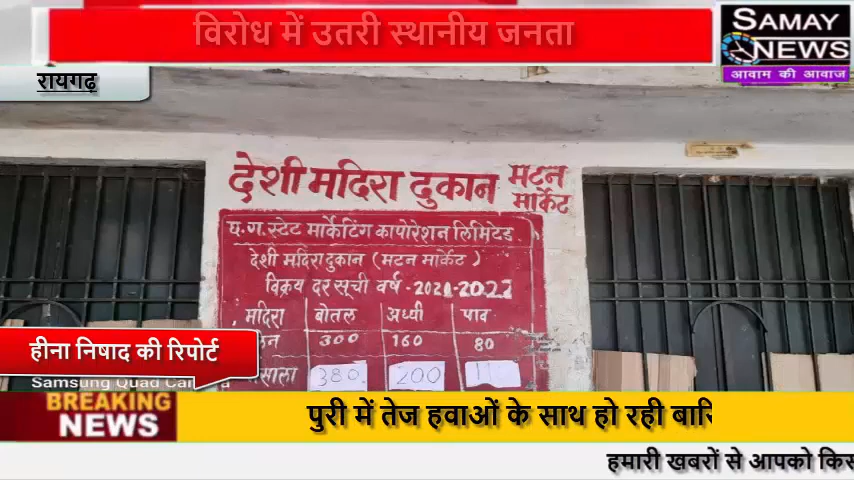 विरोध में उतरी स्थानीय जनता
SAMAY
NEWS
आवाम की आवाज
रायगढ़
देशी मदिरा दुकान मटन मार्केट
छ.ग.स्टेट मार्केटिंग कार्पोरेशन लिमिटेड.
देशी मदिरा दुकान (मटन मार्केट)
विक्रय दर सूची वर्ष -2021-2022
मदिरा बोतल अध्धी पाव
300 160 80
380 200
हीना निषाद की रिपोर्ट
Samsung Quad Ca
BREAKING
NEWS
पुरी में तेज हवाओं के साथ हो रही
हमारी खबरों से आपको